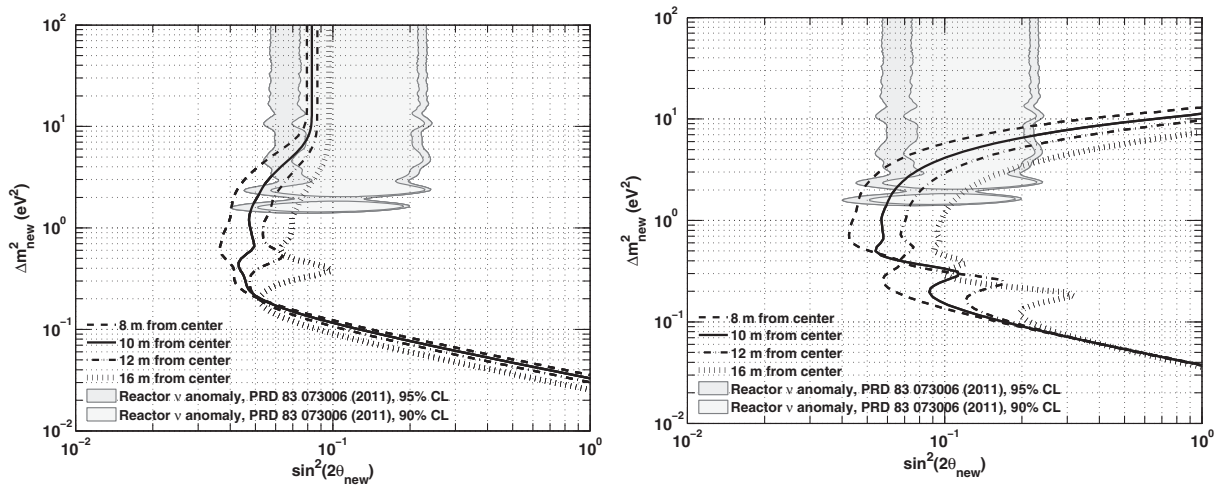 10²
10¹
10⁰
10⁻¹
10⁻²
Δm²new (eV²)
8 m from center
10 m from center
12 m from center
16 m from center
Reactor ν anomaly, PRD 83 073006 (2011), 95% CL
Reactor ν anomaly, PRD 83 073006 (2011), 90% CL
10⁻² 10⁻¹ 10⁰
sin²(2θnew)
10²
10¹
10⁰
10⁻¹
10⁻²
Δm²new (eV²)
8 m from center
10 m from center
12 m from center
16 m from center
Reactor ν anomaly, PRD 83 073006 (2011), 95% CL
Reactor ν anomaly, PRD 83 073006 (2011), 90% CL
10⁻² 10⁻¹ 10⁰
sin²(2θnew)